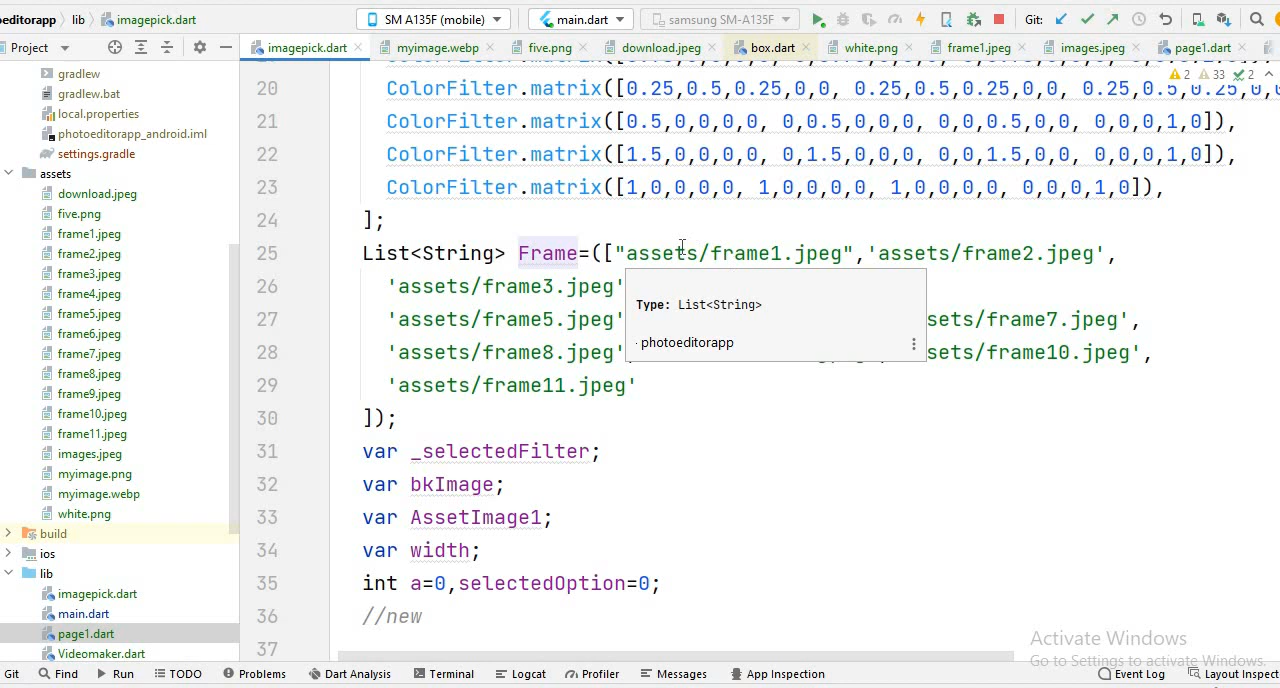 oeditorapp lib imagepick.dart SM A135F (mobile) main.dart samsung SM-A135F Git:
Project imagepick.dart myimage.webp five.png download.jpeg box.dart white.png frame1.jpeg images.jpeg page1.dart
gradlew
gradlew.bat
local.properties
photoeditorapp_android.iml
settings.gradle
assets
download.jpeg
five.png
frame1.jpeg
frame2.jpeg
frame3.jpeg
frame4.jpeg
frame5.jpeg
frame6.jpeg
frame7.jpeg
frame8.jpeg
frame9.jpeg
frame10.jpeg
frame11.jpeg
images.jpeg
myimage.png
myimage.webp
white.png
build
ios
lib
imagepick.dart
main.dart
page1.dart
Videomaker.dart
2 33 2
20 ColorFilter.matrix([0.25,0.5,0.25,0,0, 0.25,0.5,0.25,0,0, 0.25,0.5,0.25,0,
21 ColorFilter.matrix([0.5,0,0,0,0, 0,0.5,0,0,0, 0,0,0.5,0,0, 0,0,0,1,0]),
22 ColorFilter.matrix([1.5,0,0,0,0, 0,1.5,0,0,0, 0,0,1.5,0,0, 0,0,0,1,0]),
23 ColorFilter.matrix([1,0,0,0,0, 1,0,0,0,0, 1,0,0,0,0, 0,0,0,1,0]),
24 ];
25 List<String> Frame=(["assets/frame1.jpeg",'assets/frame2.jpeg',
26 'assets/frame3.jpeg'
27 'assets/frame5.jpeg' sets/frame7.jpeg',
28 'assets/frame8.jpeg' sets/frame10.jpeg',
29 'assets/frame11.jpeg'
30 ]);
31 var _selectedFilter;
32 var bkImage;
33 var AssetImage1;
34 var width;
35 int a=0,selectedOption=0;
36 //new
37
Type: List<String>
· photoeditorapp
Activate Windows
Go to Settings to activate Windows.
Git Find Run TODO Problems Dart Analysis Terminal Logcat Profiler Messages App Inspection Event Log Layout Inspect